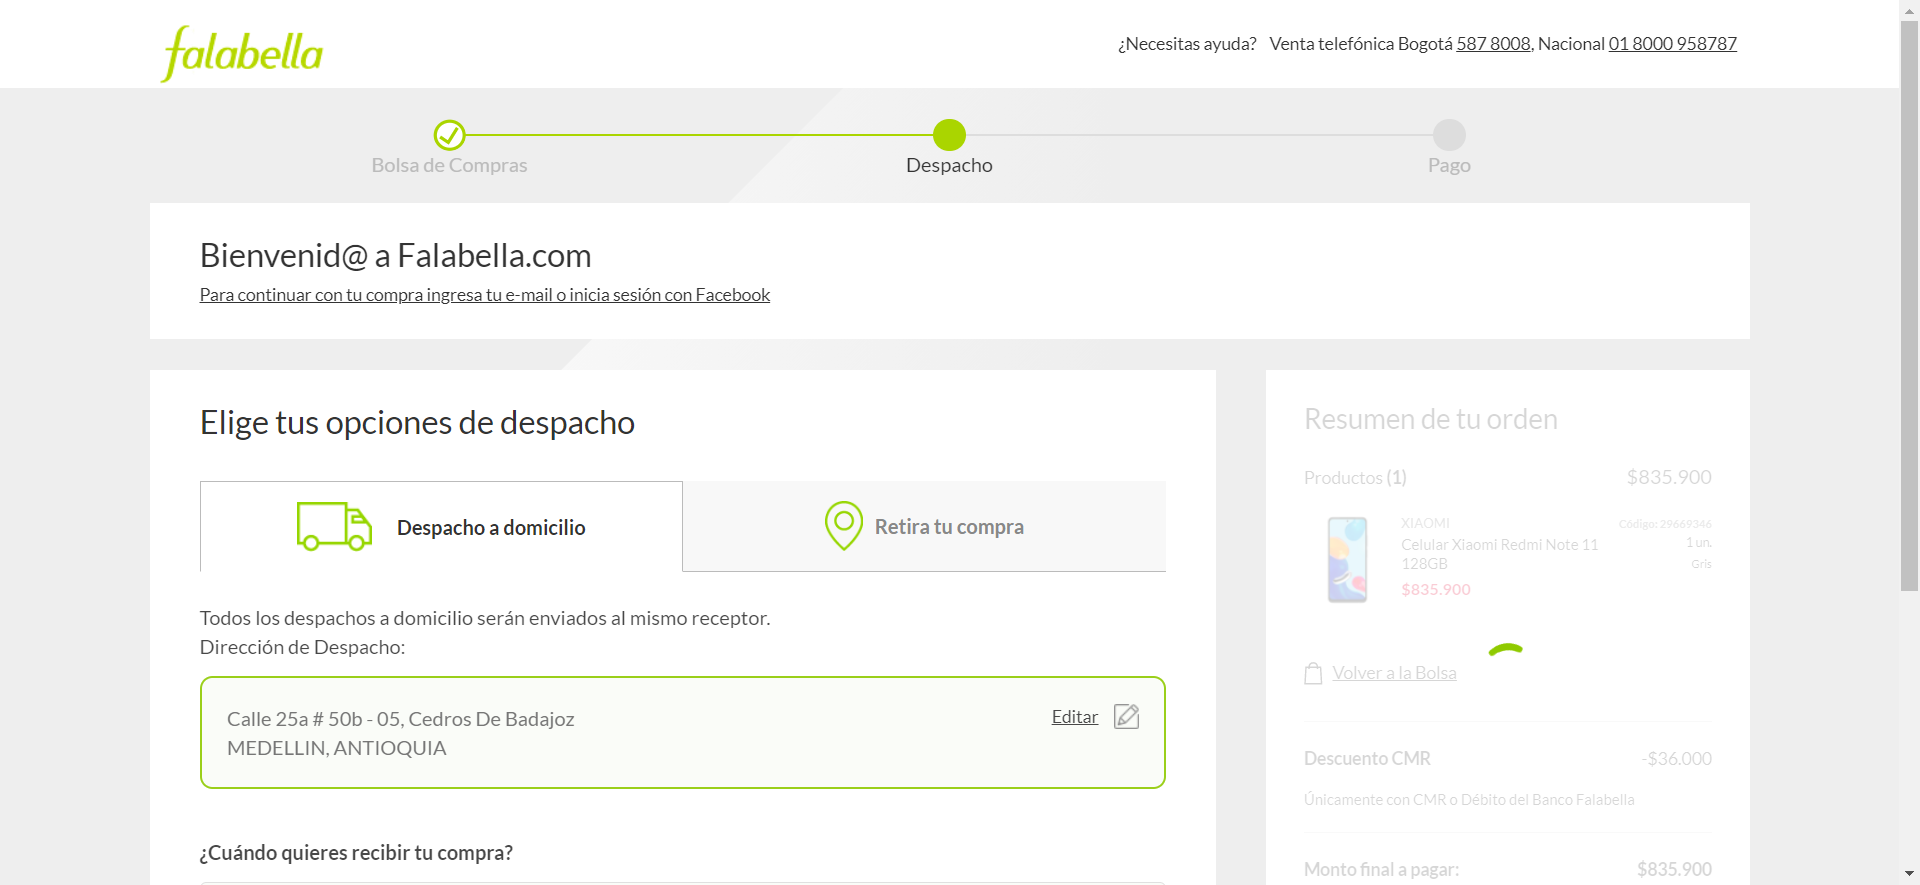 falabella
¿Necesitas ayuda? Venta telefónica Bogotá 587 8008, Nacional 01 8000 958787
Bolsa de Compras
Despacho
Pago
Bienvenid@ a Falabella.com
Para continuar con tu compra ingresa tu e-mail o inicia sesión con Facebook
Elige tus opciones de despacho
Despacho a domicilio
Retira tu compra
Todos los despachos a domicilio serán enviados al mismo receptor.
Dirección de Despacho:
Calle 25a # 50b - 05, Cedros De Badajoz
MEDELLIN, ANTIOQUIA
Editar
¿Cuándo quieres recibir tu compra?
Resumen de tu orden
Productos (1) $835.900
XIAOMI Código: 29669346
Celular Xiaomi Redmi Note 11 1 un.
128GB Gris
$835.900
Volver a la Bolsa
Descuento CMR -$36.000
Únicamente con CMR o Débito del Banco Falabella
Monto final a pagar: $835.900